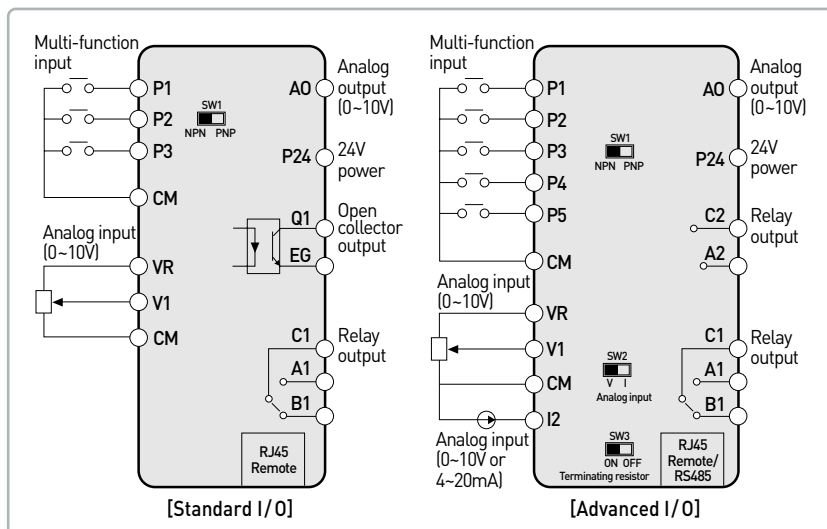 Multi-function
input
P1
P2
P3
CM
SW1
NPN PNP
AO
Analog
output
(0~10V)
P24
24V
power
Q1
EG
Open
collector
output
Analog input
(0~10V)
VR
V1
CM
C1
A1
B1
Relay
output
RJ45
Remote
[Standard I/O]
Multi-function
input
P1
P2
P3
P4
P5
CM
SW1
NPN PNP
AO
Analog
output
(0~10V)
P24
24V
power
C2
A2
Relay
output
Analog input
(0~10V)
VR
V1
CM
I2
SW2
V I
Analog input
C1
A1
B1
Relay
output
Analog input
(0~10V or
4~20mA)
SW3
ON OFF
Terminating resistor
RJ45
Remote/
RS485
[Advanced I/O]